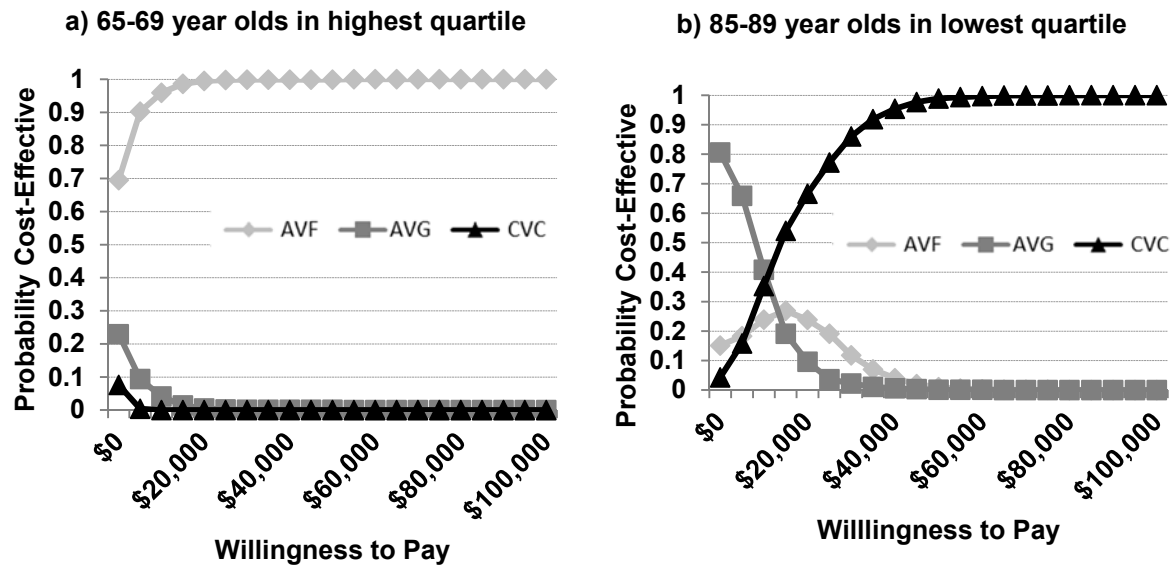 a) 65-69 year olds in highest quartile
Probability Cost-Effective
1
0.9
0.8
0.7
0.6
0.5
0.4
0.3
0.2
0.1
0
AVF AVG CVC
$0 $20,000 $40,000 $60,000 $80,000 $100,000
Willingness to Pay
b) 85-89 year olds in lowest quartile
Probability Cost-Effective
1
0.9
0.8
0.7
0.6
0.5
0.4
0.3
0.2
0.1
0
AVF AVG CVC
$0 $20,000 $40,000 $60,000 $80,000 $100,000
Willlingness to Pay